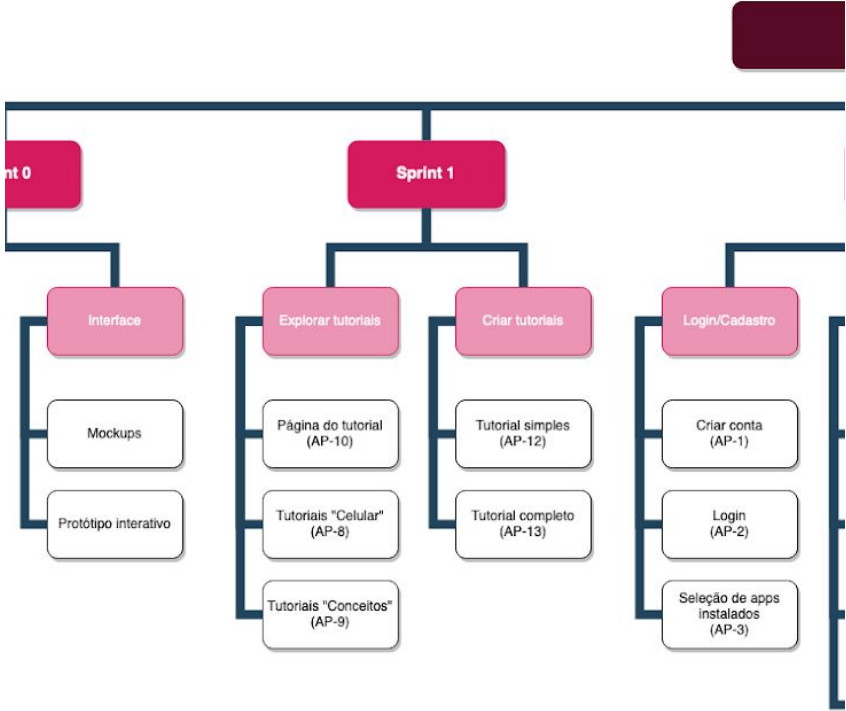 nt 0
Sprint 1
Interface
Explorar tutoriais
Criar tutoriais
Login/Cadastro
Mockups
Página do tutorial
(AP-10)
Tutorial simples
(AP-12)
Criar conta
(AP-1)
Protótipo interativo
Tutoriais "Celular"
(AP-8)
Tutorial completo
(AP-13)
Login
(AP-2)
Tutoriais "Conceitos"
(AP-9)
Seleção de apps
instalados
(AP-3)